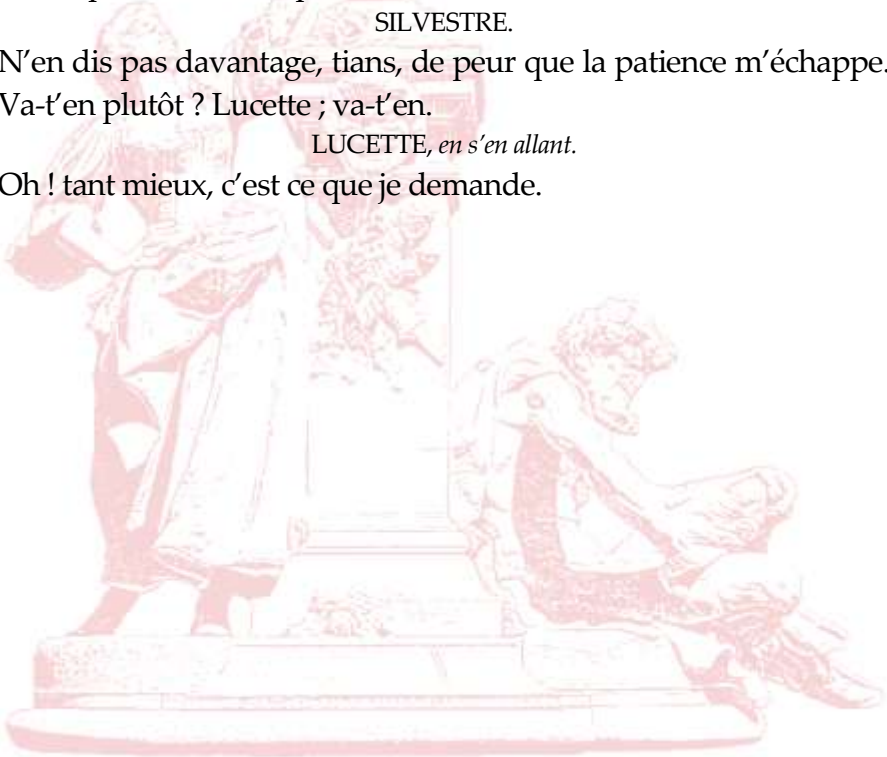 SILVESTRE.
N’en dis pas davantage, tians, de peur que la patience m’échappe.
Va-t’en plutôt ? Lucette ; va-t’en.
LUCETTE, en s’en allant.
Oh ! tant mieux, c’est ce que je demande.